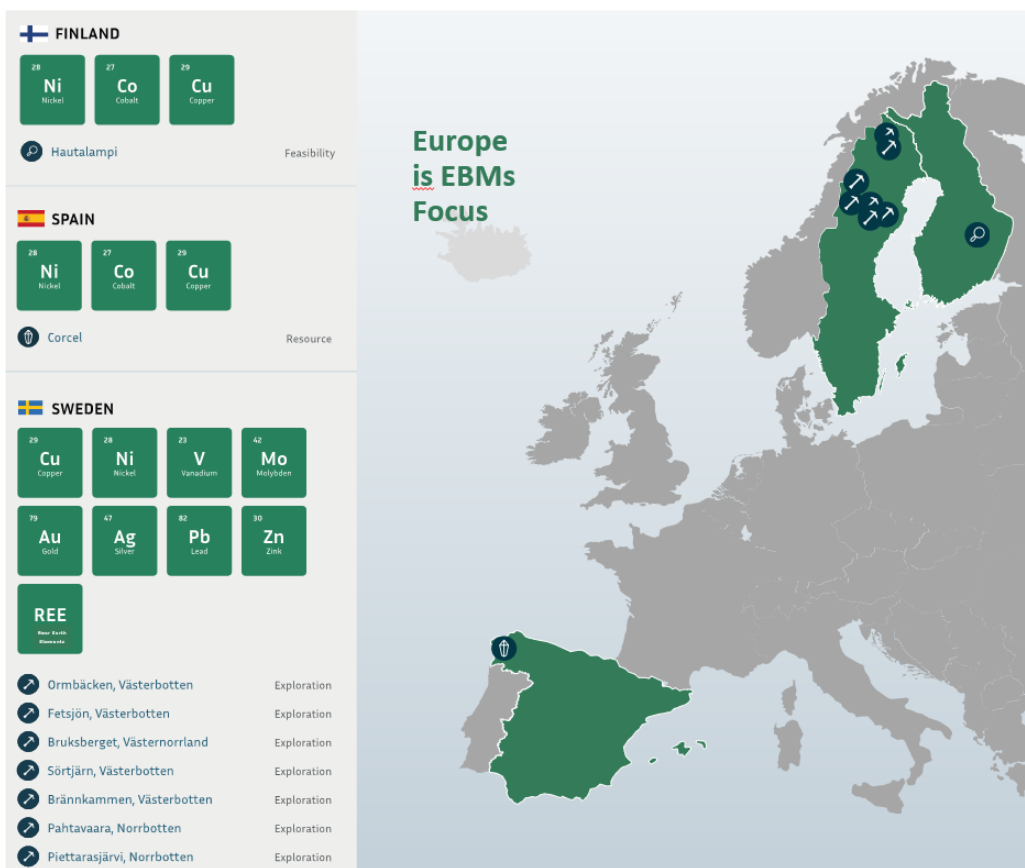 FINLAND
28
Ni
Nickel
27
Co
Cobalt
29
Cu
Copper
Hautalampi Feasibility
SPAIN
28
Ni
Nickel
27
Co
Cobalt
29
Cu
Copper
Corcel Resource
SWEDEN
29
Cu
Copper
28
Ni
Nickel
23
V
Vanadium
42
Mo
Molybden
79
Au
Gold
47
Ag
Silver
82
Pb
Lead
30
Zn
Zink
REE
Rear Earth
Elements
Ormbäcken, Västerbotten Exploration
Fetsjön, Västerbotten Exploration
Bruksberget, Västernorrland Exploration
Sörtjärn, Västerbotten Exploration
Brännkammen, Västerbotten Exploration
Pahtavaara, Norrbotten Exploration
Piettarasjärvi, Norrbotten Exploration
Europe
is EBMs
Focus